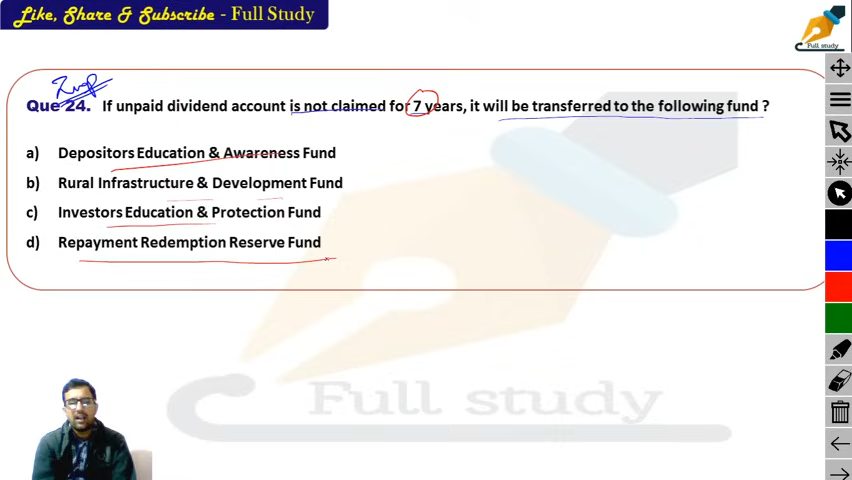 Like, Share & Subscribe - Full Study
Full study
Imp
Que 24. If unpaid dividend account is not claimed for 7 years, it will be transferred to the following fund ?
a) Depositors Education & Awareness Fund
b) Rural Infrastructure & Development Fund
c) Investors Education & Protection Fund
d) Repayment Redemption Reserve Fund
Full study